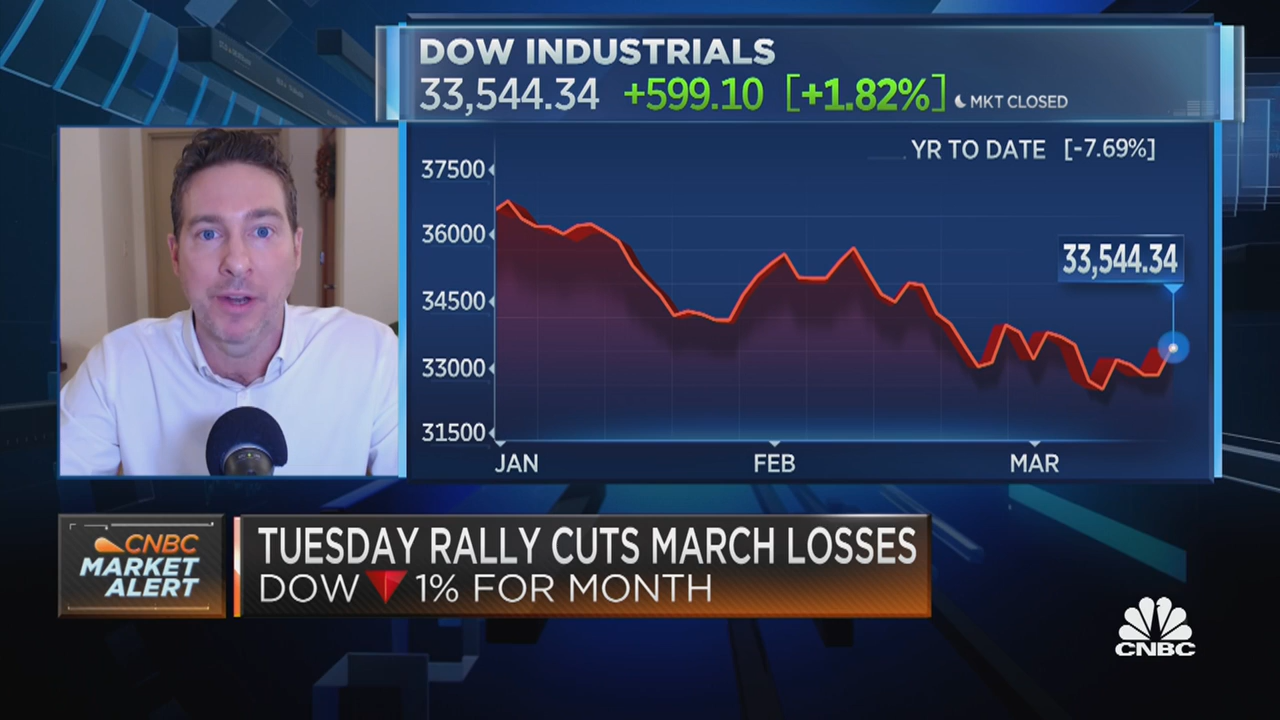 DOW INDUSTRIALS
33,544.34 +599.10 [+1.82%] MKT CLOSED
YR TO DATE [-7.69%]
37500
36000
34500
33000
31500
33,544.34
JAN FEB MAR
CNBC
MARKET
ALERT
TUESDAY RALLY CUTS MARCH LOSSES
DOW 1% FOR MONTH
CNBC